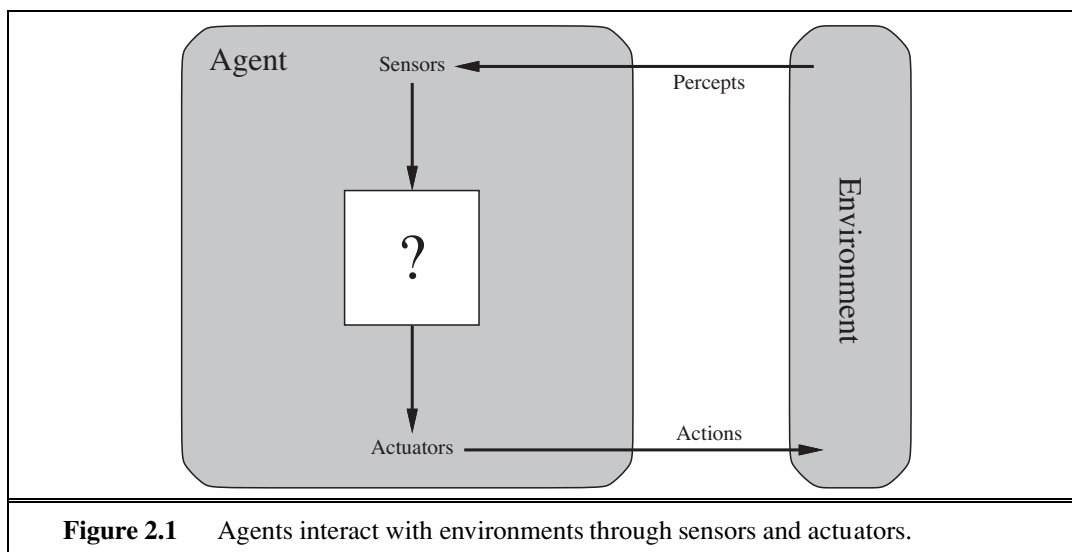 Agent
Sensors
Percepts
?
Environment
Actuators
Actions
Figure 2.1 Agents interact with environments through sensors and actuators.